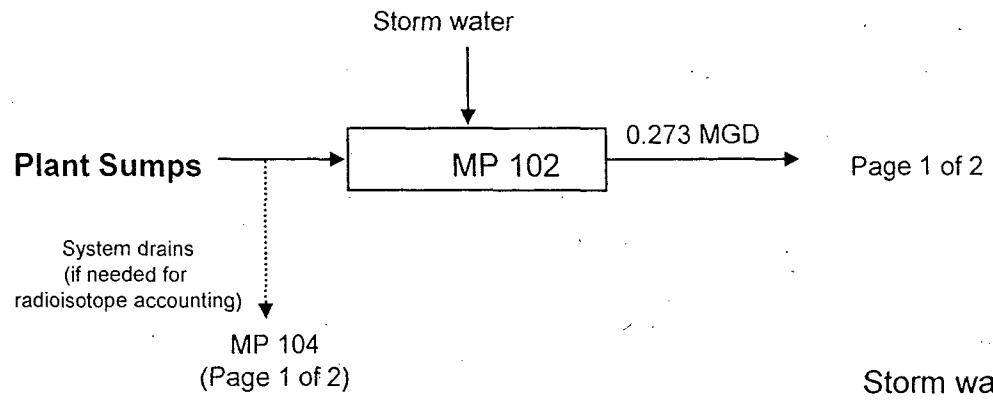 Storm water
0.273 MGD
Plant Sumps
MP 102
Page 1 of 2
System drains
(if needed for
radioisotope accounting)
MP 104
(Page 1 of 2)
Storm wa